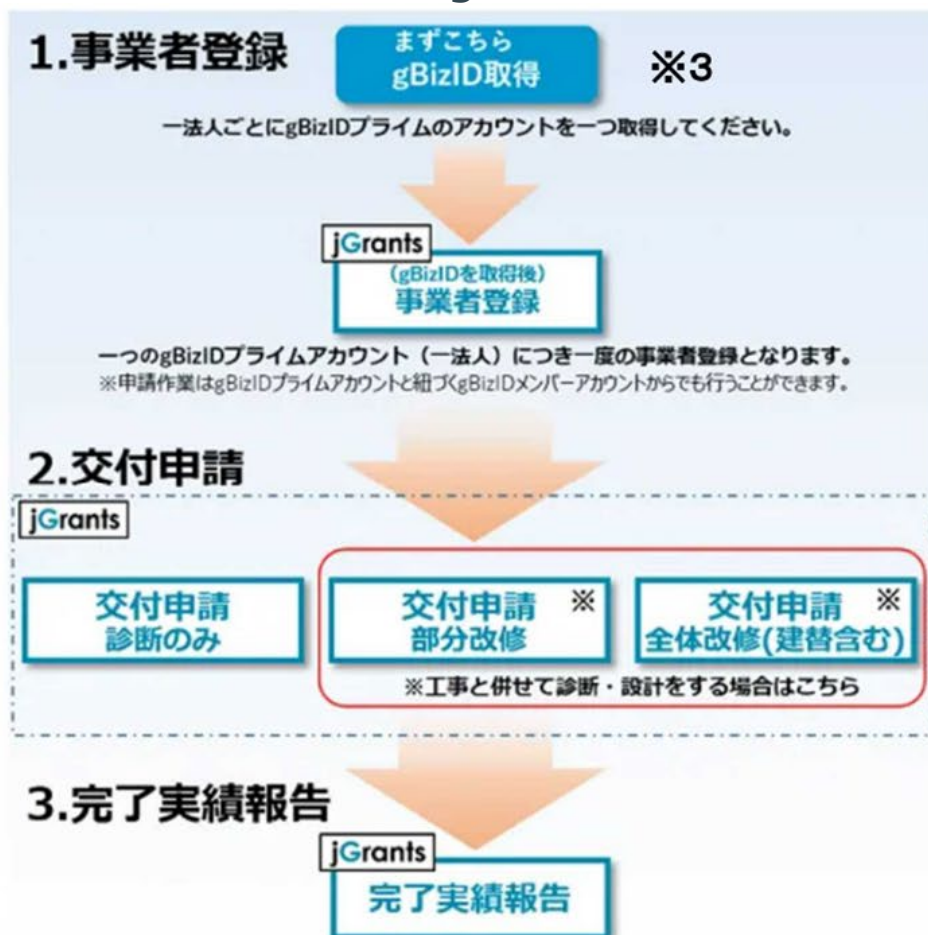 1.事業者登録
まずこちら
gBizID取得
※3
一法人ごとにgBizIDプライムのアカウントを一つ取得してください。
jGrants
(gBizIDを取得後)
事業者登録
一つのgBizIDプライムアカウント（一法人）につき一度の事業者登録となります。
※申請作業はgBizIDプライムアカウントと紐づくgBizIDメンバーアカウントからでも行うことができます。
2.交付申請
jGrants
交付申請
診断のみ
交付申請 ※
部分改修
交付申請 ※
全体改修(建替含む)
※工事と併せて診断・設計をする場合はこちら
3.完了実績報告
jGrants
完了実績報告